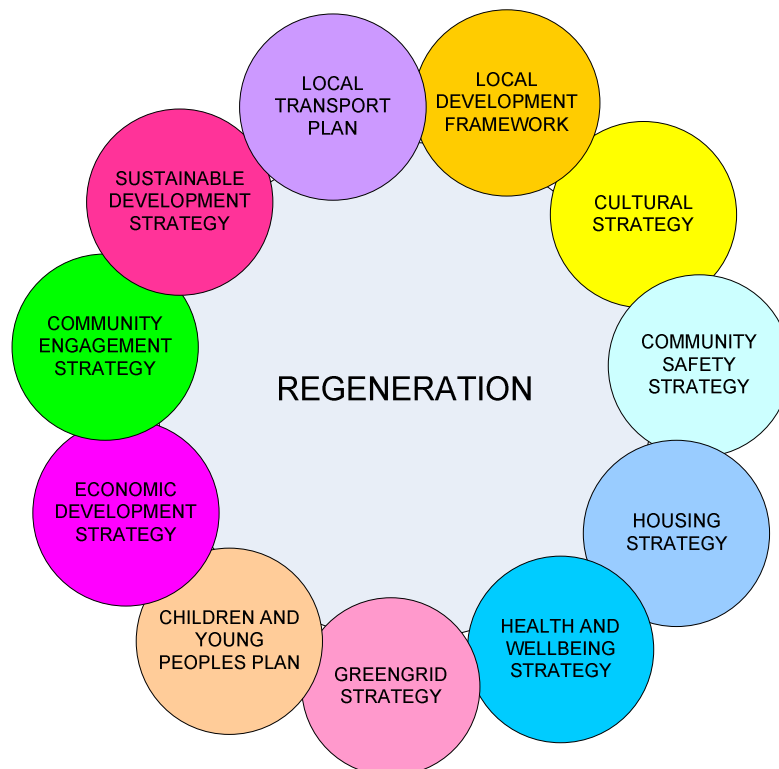 LOCAL
TRANSPORT
PLAN
LOCAL
DEVELOPMENT
FRAMEWORK
CULTURAL
STRATEGY
COMMUNITY
SAFETY
STRATEGY
HOUSING
STRATEGY
HEALTH AND
WELLBEING
STRATEGY
GREENGRID
STRATEGY
CHILDREN AND
YOUNG
PEOPLES PLAN
ECONOMIC
DEVELOPMENT
STRATEGY
COMMUNITY
ENGAGEMENT
STRATEGY
SUSTAINABLE
DEVELOPMENT
STRATEGY
REGENERATION